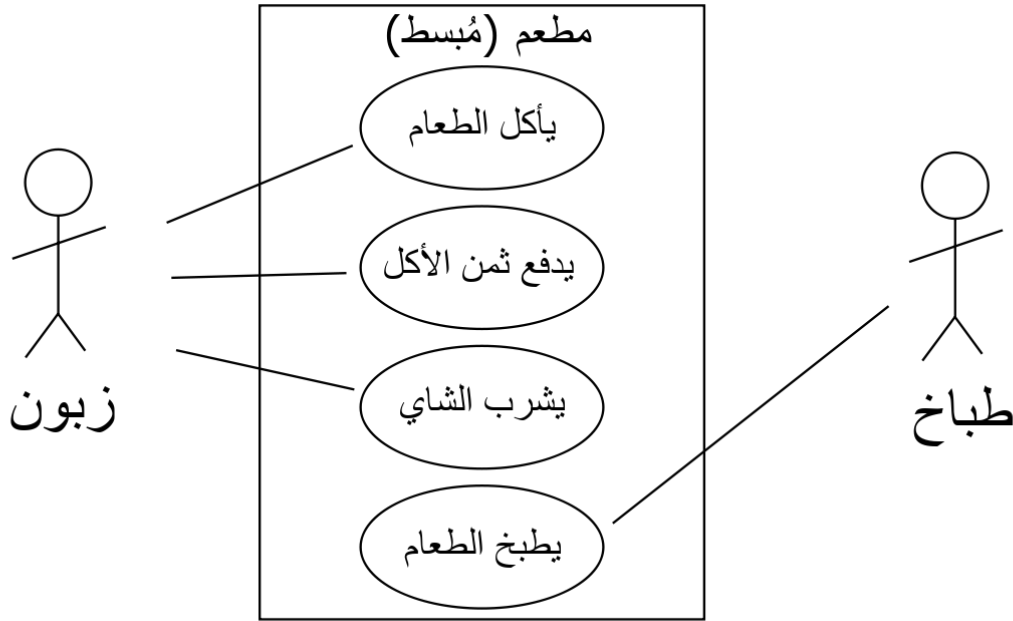 مطعم (مُبسط)
يأكل الطعام
يدفع ثمن الأكل
يشرب الشاي
يطبخ الطعام
زبون
طباخ